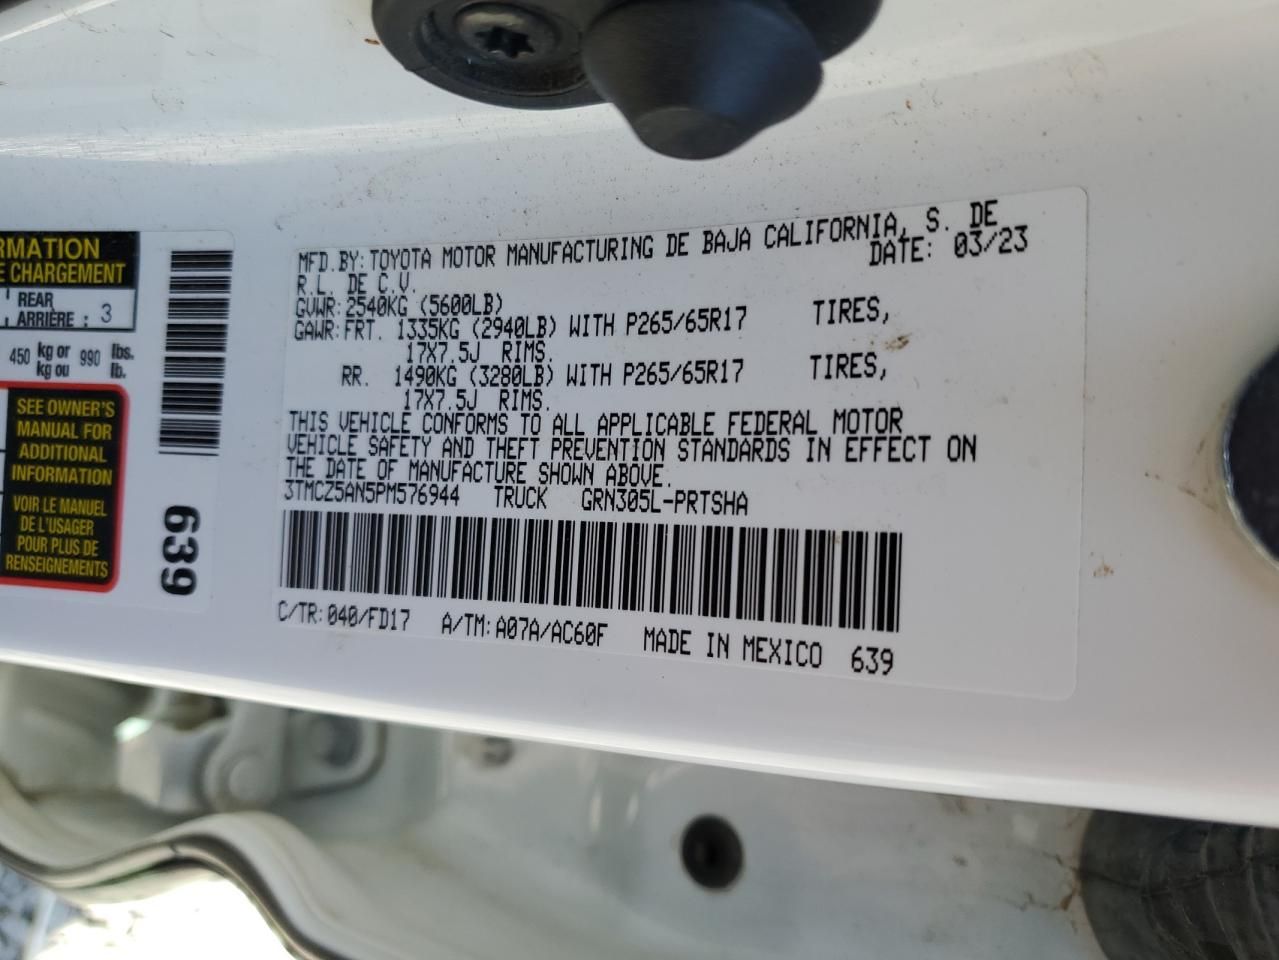 RMATION
E CHARGEMENT
REAR
ARRIÈRE : 3
450 kg or kg ou 990 lbs. lb.
SEE OWNER'S
MANUAL FOR
ADDITIONAL
INFORMATION
VOIR LE MANUEL
DE L'USAGER
POUR PLUS DE
RENSEIGNEMENTS
639
MFD.BY: TOYOTA MOTOR MANUFACTURING DE BAJA CALIFORNIA, S. DE
R.L. DE C.V. DATE: 03/23
GVWR: 2540KG (5600LB)
GAWR: FRT. 1335KG (2940LB) WITH P265/65R17 TIRES,
17X7.5J RIMS.
RR. 1490KG (3280LB) WITH P265/65R17 TIRES,
17X7.5J RIMS.
THIS VEHICLE CONFORMS TO ALL APPLICABLE FEDERAL MOTOR
VEHICLE SAFETY AND THEFT PREVENTION STANDARDS IN EFFECT ON
THE DATE OF MANUFACTURE SHOWN ABOVE.
3TMCZ5AN5PM576944 TRUCK GRN305L-PRTSHA
C/TR: 040/FD17 A/TM: A07A/AC60F MADE IN MEXICO 639